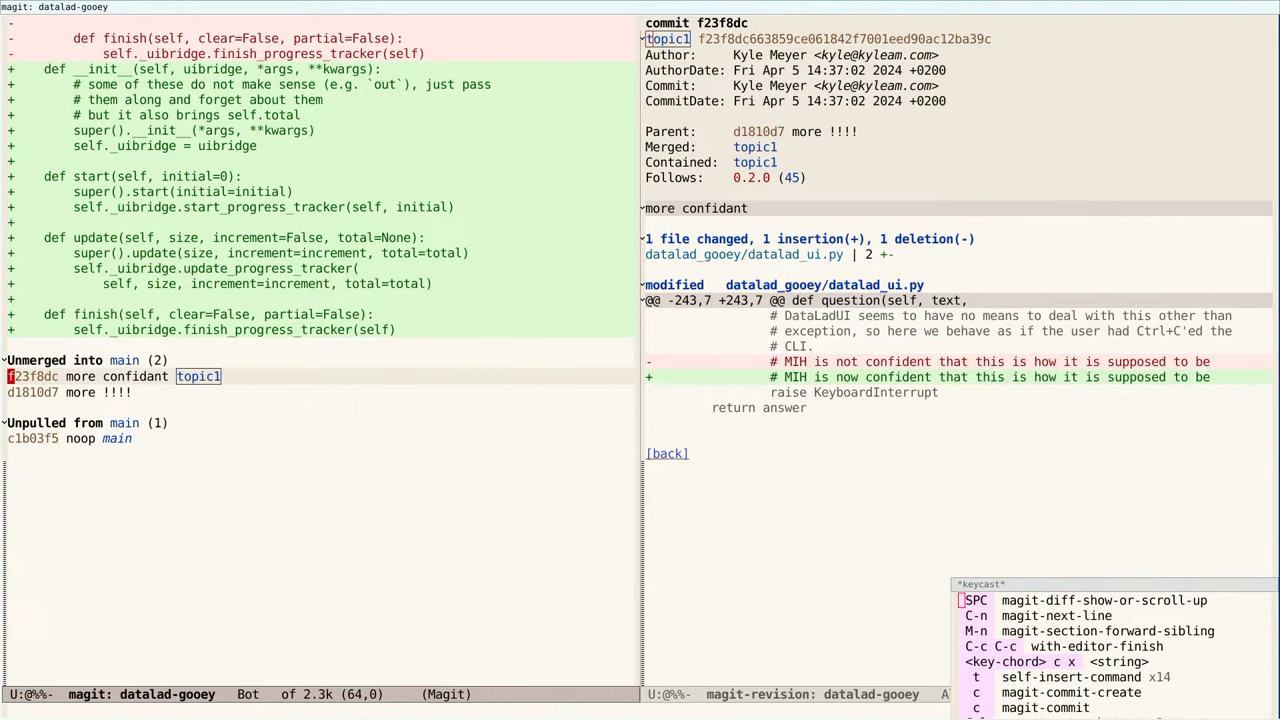 magit: datalad-gooey
-
-        def finish(self, clear=False, partial=False):
-            self._uibridge.finish_progress_tracker(self)
+    def __init__(self, uibridge, *args, **kwargs):
+        # some of these do not make sense (e.g. `out`), just pass
+        # them along and forget about them
+        # but it also brings self.total
+        super().__init__(*args, **kwargs)
+        self._uibridge = uibridge
+
+    def start(self, initial=0):
+        super().start(initial=initial)
+        self._uibridge.start_progress_tracker(self, initial)
+
+    def update(self, size, increment=False, total=None):
+        super().update(size, increment=increment, total=total)
+        self._uibridge.update_progress_tracker(
+            self, size, increment=increment, total=total)
+
+    def finish(self, clear=False, partial=False):
+        self._uibridge.finish_progress_tracker(self)
Unmerged into main (2)
f23f8dc more confidant topic1
d1810d7 more !!!!
Unpulled from main (1)
c1b03f5 noop main
U:@%%-  magit: datalad-gooey   Bot   of 2.3k (64,0)     (Magit)
commit f23f8dc
topic1 f23f8dc663859ce061842f7001eed90ac12ba39c
Author:     Kyle Meyer <kyle@kyleam.com>
AuthorDate: Fri Apr 5 14:37:02 2024 +0200
Commit:     Kyle Meyer <kyle@kyleam.com>
CommitDate: Fri Apr 5 14:37:02 2024 +0200
Parent:     d1810d7 more !!!!
Merged:     topic1
Contained:  topic1
Follows:    0.2.0 (45)
more confidant
1 file changed, 1 insertion(+), 1 deletion(-)
datalad_gooey/datalad_ui.py | 2 +-
modified   datalad_gooey/datalad_ui.py
@@ -243,7 +243,7 @@ def question(self, text,
                 # DataLadUI seems to have no means to deal with this other than
                 # exception, so here we behave as if the user had Ctrl+C'ed the
                 # CLI.
-                # MIH is not confident that this is how it is supposed to be
+                # MIH is now confident that this is how it is supposed to be
                 raise KeyboardInterrupt
         return answer
[back]
U:@%%-  magit-revision: datalad-gooey   A
*keycast*
SPC  magit-diff-show-or-scroll-up
C-n  magit-next-line
M-n  magit-section-forward-sibling
C-c C-c  with-editor-finish
<key-chord> c x  <string>
t   self-insert-command x14
c   magit-commit-create
c   magit-commit